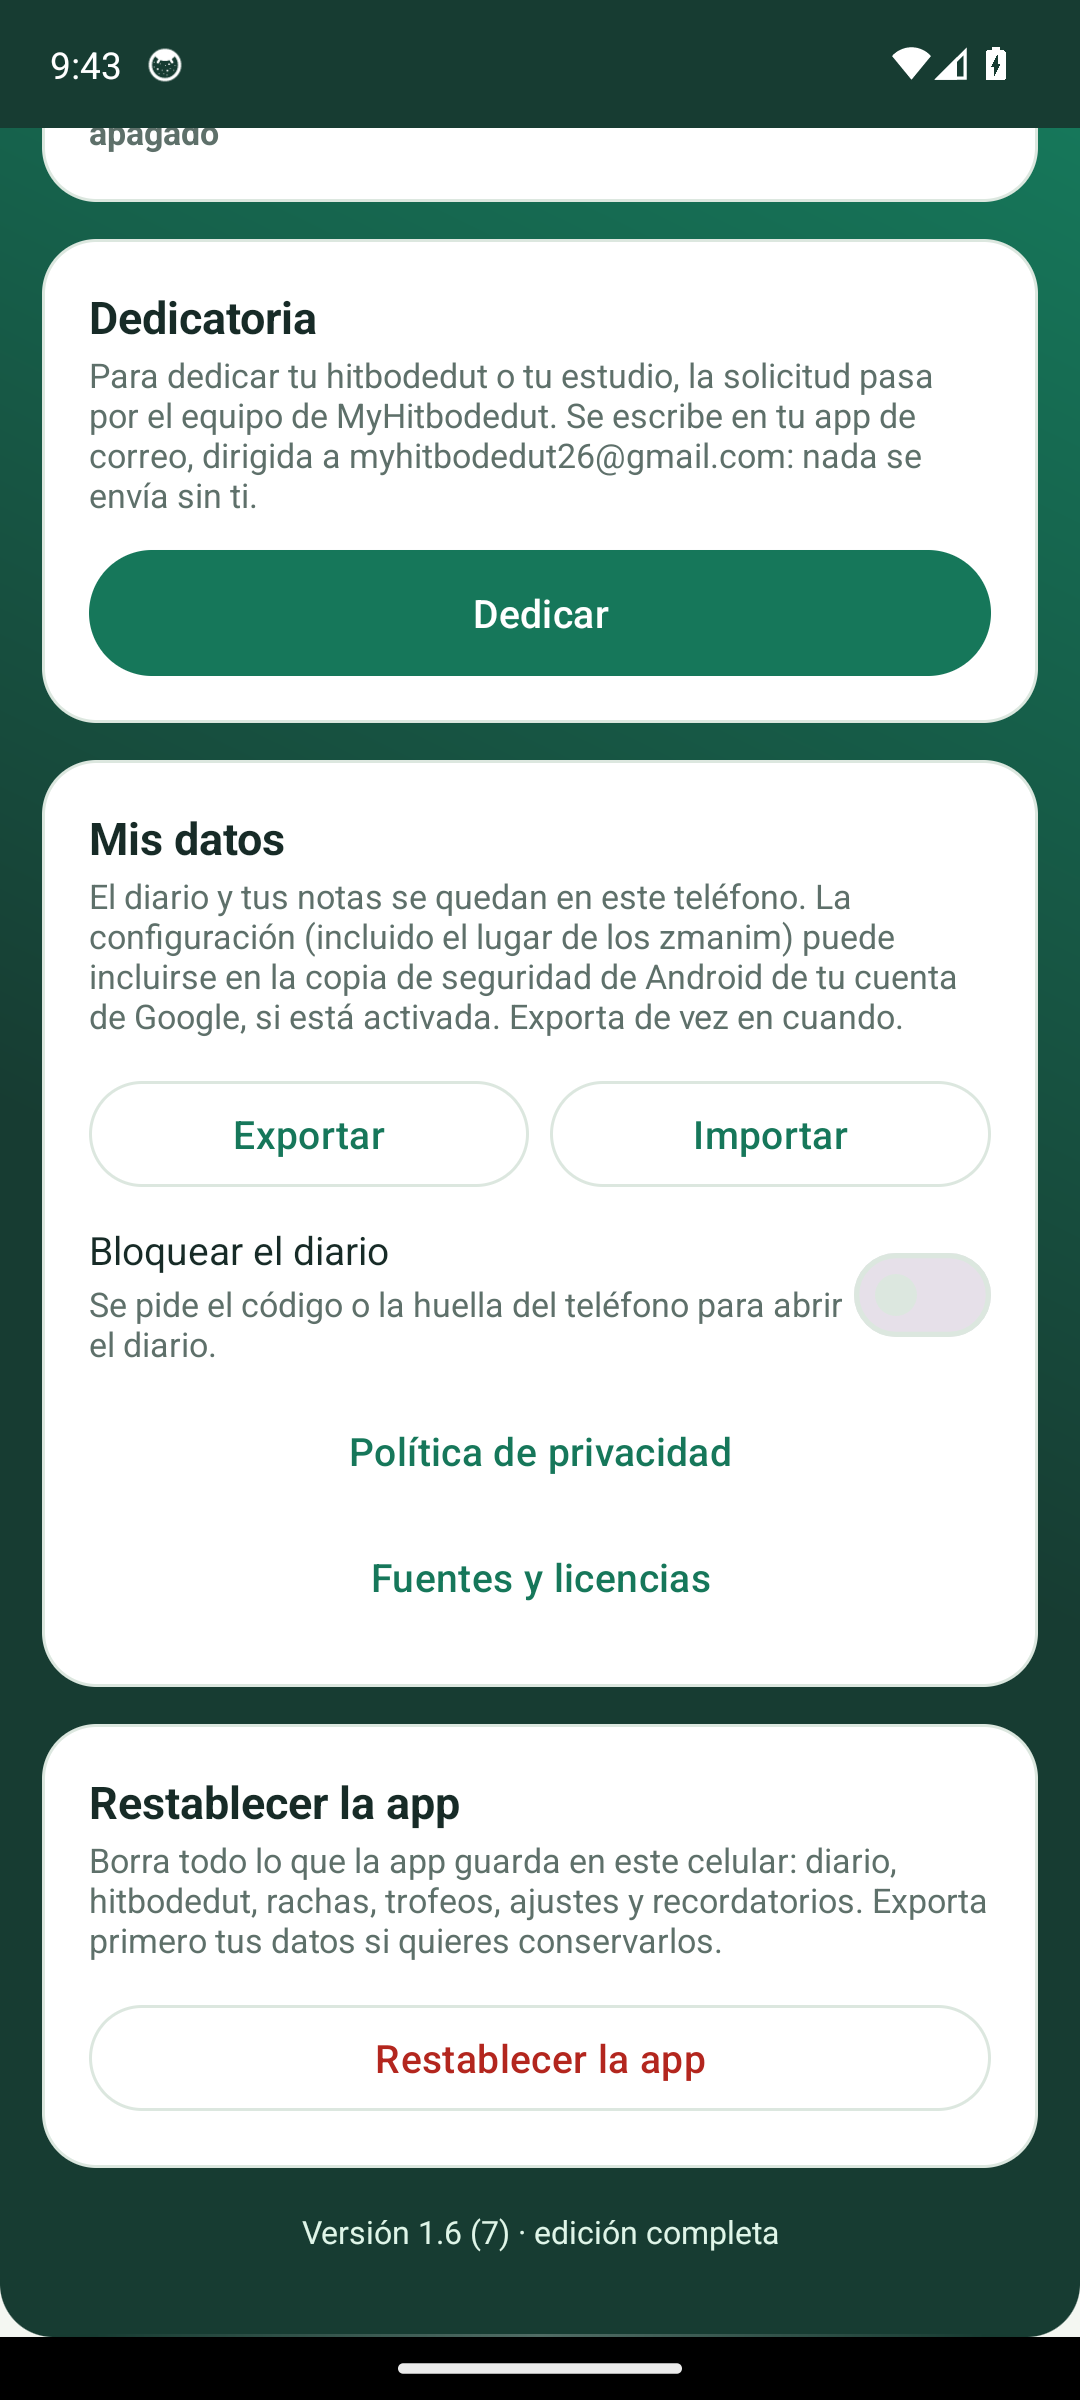 9:43
apagado
Dedicatoria
Para dedicar tu hitbodedut o tu estudio, la solicitud pasa
por el equipo de MyHitbodedut. Se escribe en tu app de
correo, dirigida a myhitbodedut26@gmail.com: nada se
envía sin ti.
Dedicar
Mis datos
El diario y tus notas se quedan en este teléfono. La
configuración (incluido el lugar de los zmanim) puede
incluirse en la copia de seguridad de Android de tu cuenta
de Google, si está activada. Exporta de vez en cuando.
Exportar
Importar
Bloquear el diario
Se pide el código o la huella del teléfono para abrir
el diario.
Política de privacidad
Fuentes y licencias
Restablecer la app
Borra todo lo que la app guarda en este celular: diario,
hitbodedut, rachas, trofeos, ajustes y recordatorios. Exporta
primero tus datos si quieres conservarlos.
Restablecer la app
Versión 1.6 (7) · edición completa